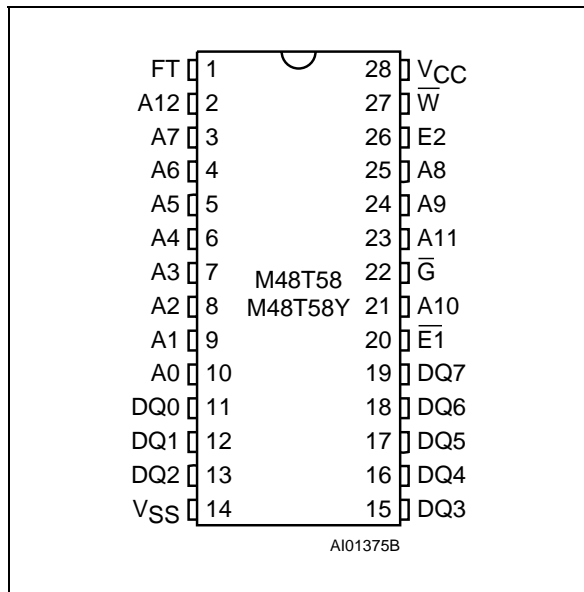 FT 1 28 VCC
A12 2 27 W̅
A7 3 26 E2
A6 4 25 A8
A5 5 24 A9
A4 6 23 A11
A3 7 22 G̅
A2 8 21 A10
A1 9 20 E̅1̅
A0 10 19 DQ7
DQ0 11 18 DQ6
DQ1 12 17 DQ5
DQ2 13 16 DQ4
VSS 14 15 DQ3
M48T58
M48T58Y
AI01375B